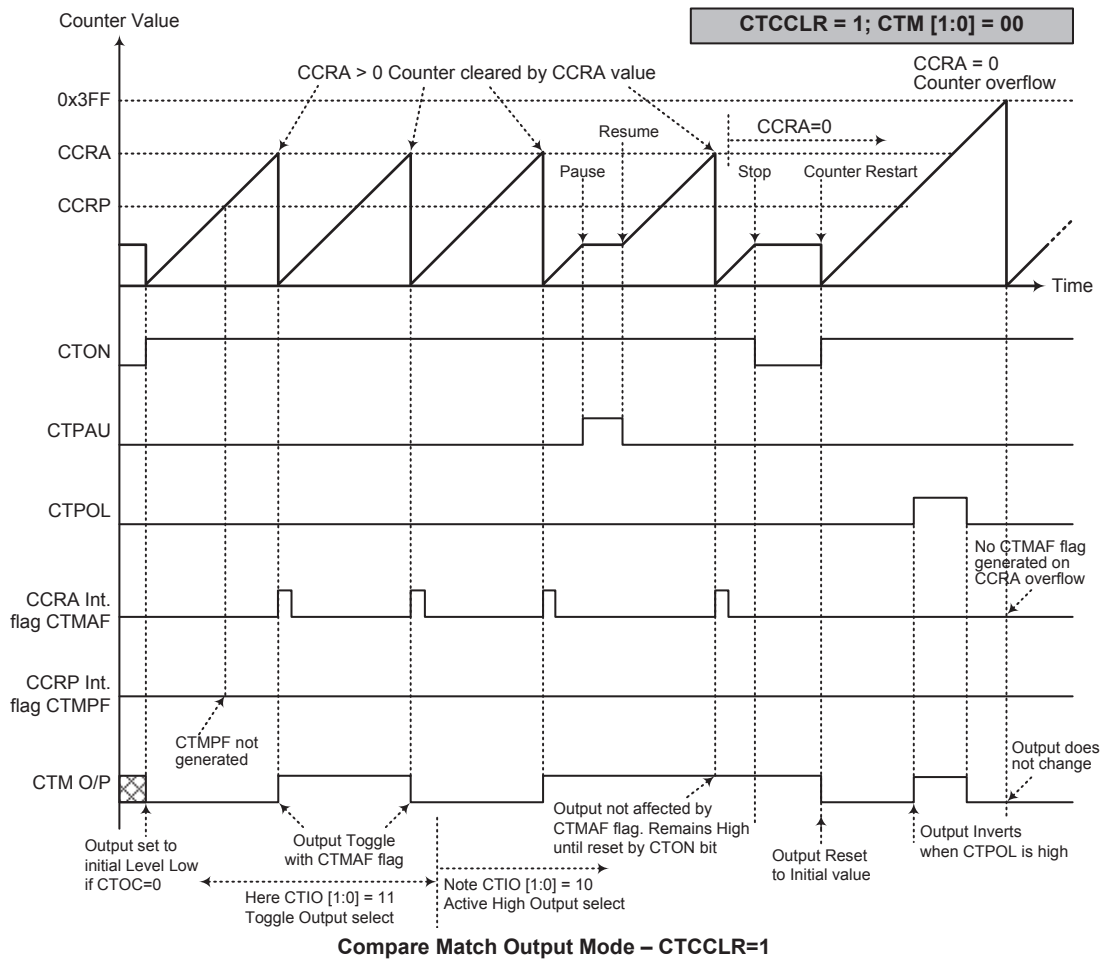 Counter Value
CTCCLR = 1; CTM [1:0] = 00
CCRA > 0 Counter cleared by CCRA value
CCRA = 0
Counter overflow
0x3FF
Resume
CCRA=0
CCRA
Pause
Stop
Counter Restart
CCRP
Time
CTON
CTPAU
CTPOL
No CTMAF flag
generated on
CCRA overflow
CCRA Int.
flag CTMAF
CCRP Int.
flag CTMPF
CTMPF not
generated
Output does
not change
CTM O/P
Output set to
initial Level Low
if CTOC=0
Output Toggle
with CTMAF flag
Output not affected by
CTMAF flag. Remains High
until reset by CTON bit
Output Reset
to Initial value
Output Inverts
when CTPOL is high
Here CTIO [1:0] = 11
Toggle Output select
Note CTIO [1:0] = 10
Active High Output select
Compare Match Output Mode – CTCCLR=1